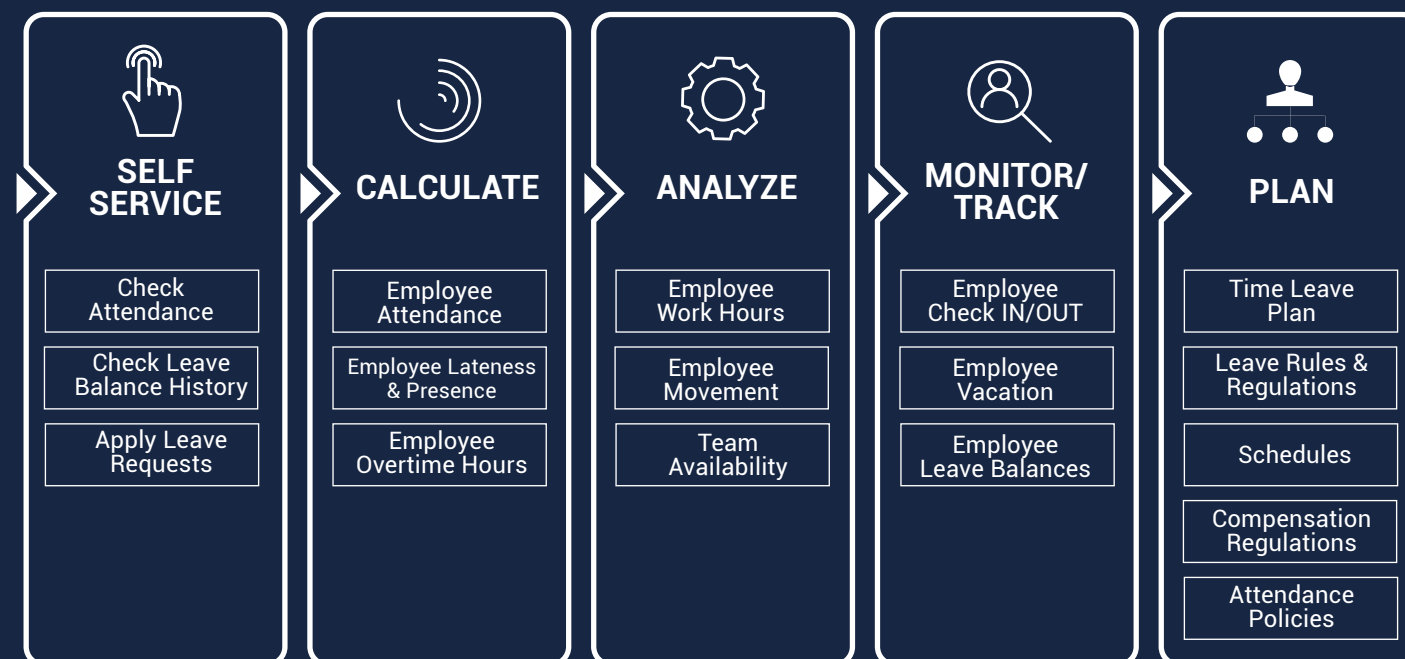 SELF
SERVICE
Check
Attendance
Check Leave
Balance History
Apply Leave
Requests
CALCULATE
Employee
Attendance
Employee Lateness
& Presence
Employee
Overtime Hours
ANALYZE
Employee
Work Hours
Employee
Movement
Team
Availability
MONITOR/
TRACK
Employee
Check IN/OUT
Employee
Vacation
Employee
Leave Balances
PLAN
Time Leave
Plan
Leave Rules &
Regulations
Schedules
Compensation
Regulations
Attendance
Policies